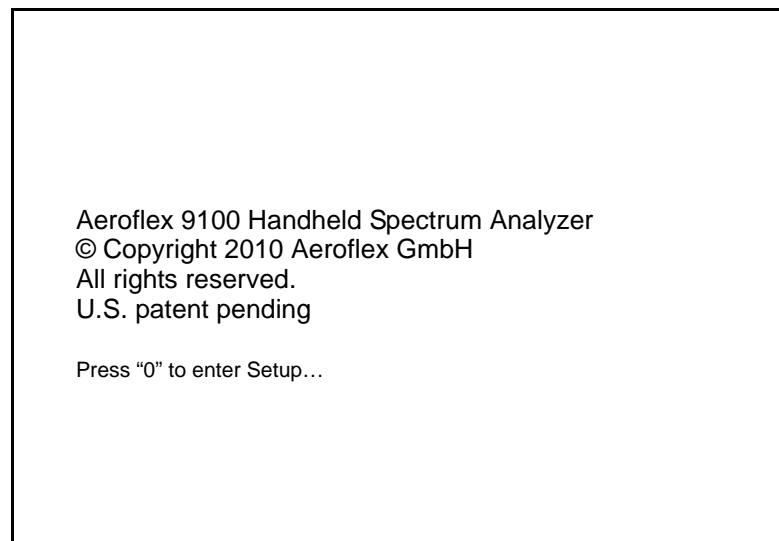 Aeroflex 9100 Handheld Spectrum Analyzer
© Copyright 2010 Aeroflex GmbH
All rights reserved.
U.S. patent pending
Press “0” to enter Setup…